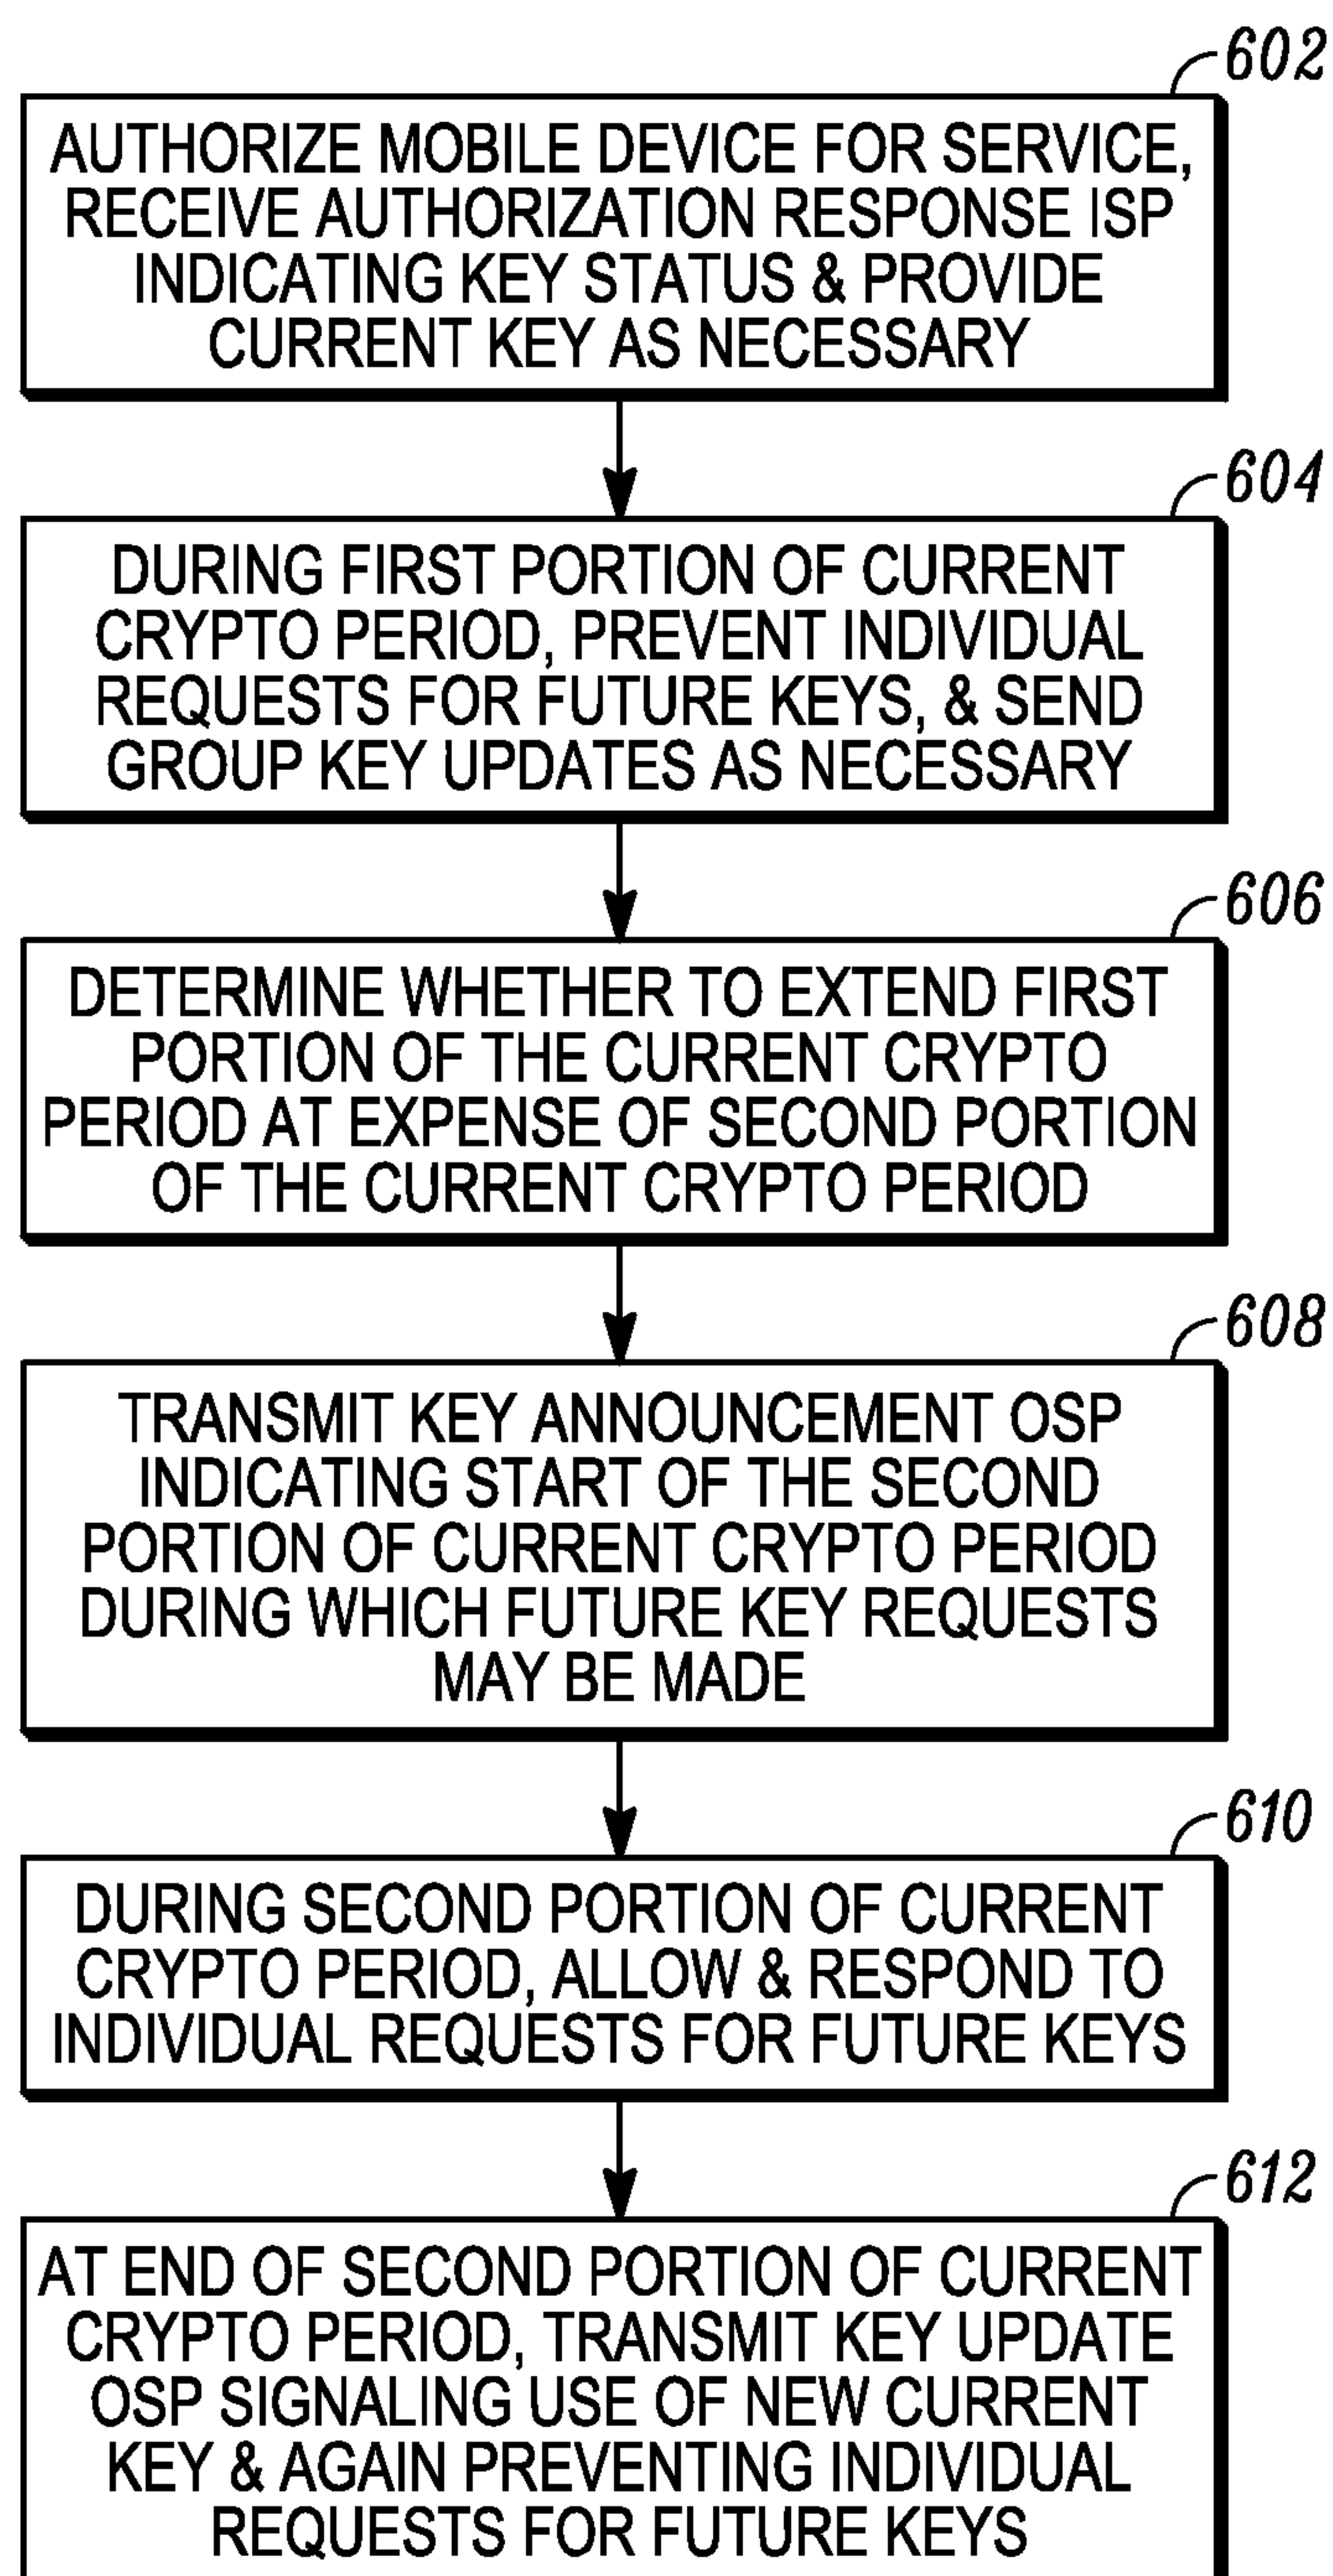 602
AUTHORIZE MOBILE DEVICE FOR SERVICE,
RECEIVE AUTHORIZATION RESPONSE ISP
INDICATING KEY STATUS & PROVIDE
CURRENT KEY AS NECESSARY
604
DURING FIRST PORTION OF CURRENT
CRYPTO PERIOD, PREVENT INDIVIDUAL
REQUESTS FOR FUTURE KEYS, & SEND
GROUP KEY UPDATES AS NECESSARY
606
DETERMINE WHETHER TO EXTEND FIRST
PORTION OF THE CURRENT CRYPTO
PERIOD AT EXPENSE OF SECOND PORTION
OF THE CURRENT CRYPTO PERIOD
608
TRANSMIT KEY ANNOUNCEMENT OSP
INDICATING START OF THE SECOND
PORTION OF CURRENT CRYPTO PERIOD
DURING WHICH FUTURE KEY REQUESTS
MAY BE MADE
610
DURING SECOND PORTION OF CURRENT
CRYPTO PERIOD, ALLOW & RESPOND TO
INDIVIDUAL REQUESTS FOR FUTURE KEYS
612
AT END OF SECOND PORTION OF CURRENT
CRYPTO PERIOD, TRANSMIT KEY UPDATE
OSP SIGNALING USE OF NEW CURRENT
KEY & AGAIN PREVENTING INDIVIDUAL
REQUESTS FOR FUTURE KEYS